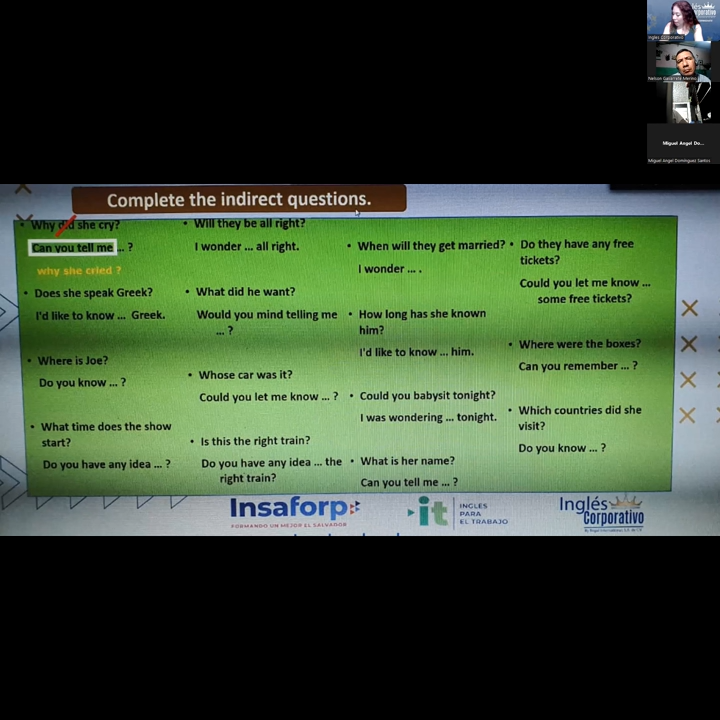 Inglés Corporativo
Nelson Galarreta Merino
Miguel Angel Do...
Miguel Angel Dominguez Santos
Complete the indirect questions.
• Why did she cry?
Can you tell me ... ?
why she cried ?
• Does she speak Greek?
I'd like to know ... Greek.
• Where is Joe?
Do you know ... ?
• What time does the show
start?
Do you have any idea ... ?
• Will they be all right?
I wonder ... all right.
• What did he want?
Would you mind telling me
... ?
• Whose car was it?
Could you let me know ... ?
• Is this the right train?
Do you have any idea ... the
right train?
• When will they get married?
I wonder ... .
• How long has she known
him?
I'd like to know ... him.
• Could you babysit tonight?
I was wondering ... tonight.
• What is her name?
Can you tell me ... ?
• Do they have any free
tickets?
Could you let me know ...
some free tickets?
• Where were the boxes?
Can you remember ... ?
• Which countries did she
visit?
Do you know ... ?
Insaforp
FORMANDO UN MEJOR EL SALVADOR
it
INGLÉS
PARA
EL TRABAJO
Inglés
Corporativo